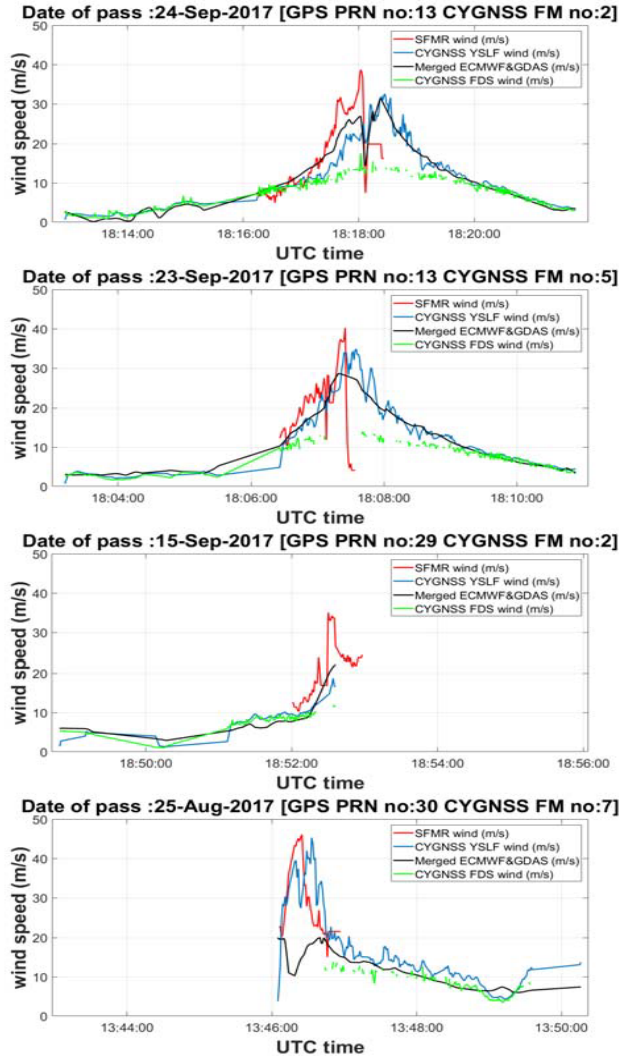 Date of pass :24-Sep-2017 [GPS PRN no:13 CYGNSS FM no:2]
50
40
30
20
10
0
wind speed (m/s)
SFMR wind (m/s)
CYGNSS YSLF wind (m/s)
Merged ECMWF&GDAS (m/s)
CYGNSS FDS wind (m/s)
18:14:00 18:16:00 18:18:00 18:20:00
UTC time
Date of pass :23-Sep-2017 [GPS PRN no:13 CYGNSS FM no:5]
50
40
30
20
10
0
wind speed (m/s)
SFMR wind (m/s)
CYGNSS YSLF wind (m/s)
Merged ECMWF&GDAS (m/s)
CYGNSS FDS wind (m/s)
18:04:00 18:06:00 18:08:00 18:10:00
UTC time
Date of pass :15-Sep-2017 [GPS PRN no:29 CYGNSS FM no:2]
50
40
30
20
10
0
wind speed (m/s)
SFMR wind (m/s)
CYGNSS YSLF wind (m/s)
Merged ECMWF&GDAS (m/s)
CYGNSS FDS wind (m/s)
18:50:00 18:52:00 18:54:00 18:56:00
UTC time
Date of pass :25-Aug-2017 [GPS PRN no:30 CYGNSS FM no:7]
50
40
30
20
10
0
wind speed (m/s)
SFMR wind (m/s)
CYGNSS YSLF wind (m/s)
Merged ECMWF&GDAS (m/s)
CYGNSS FDS wind (m/s)
13:44:00 13:46:00 13:48:00 13:50:00
UTC time